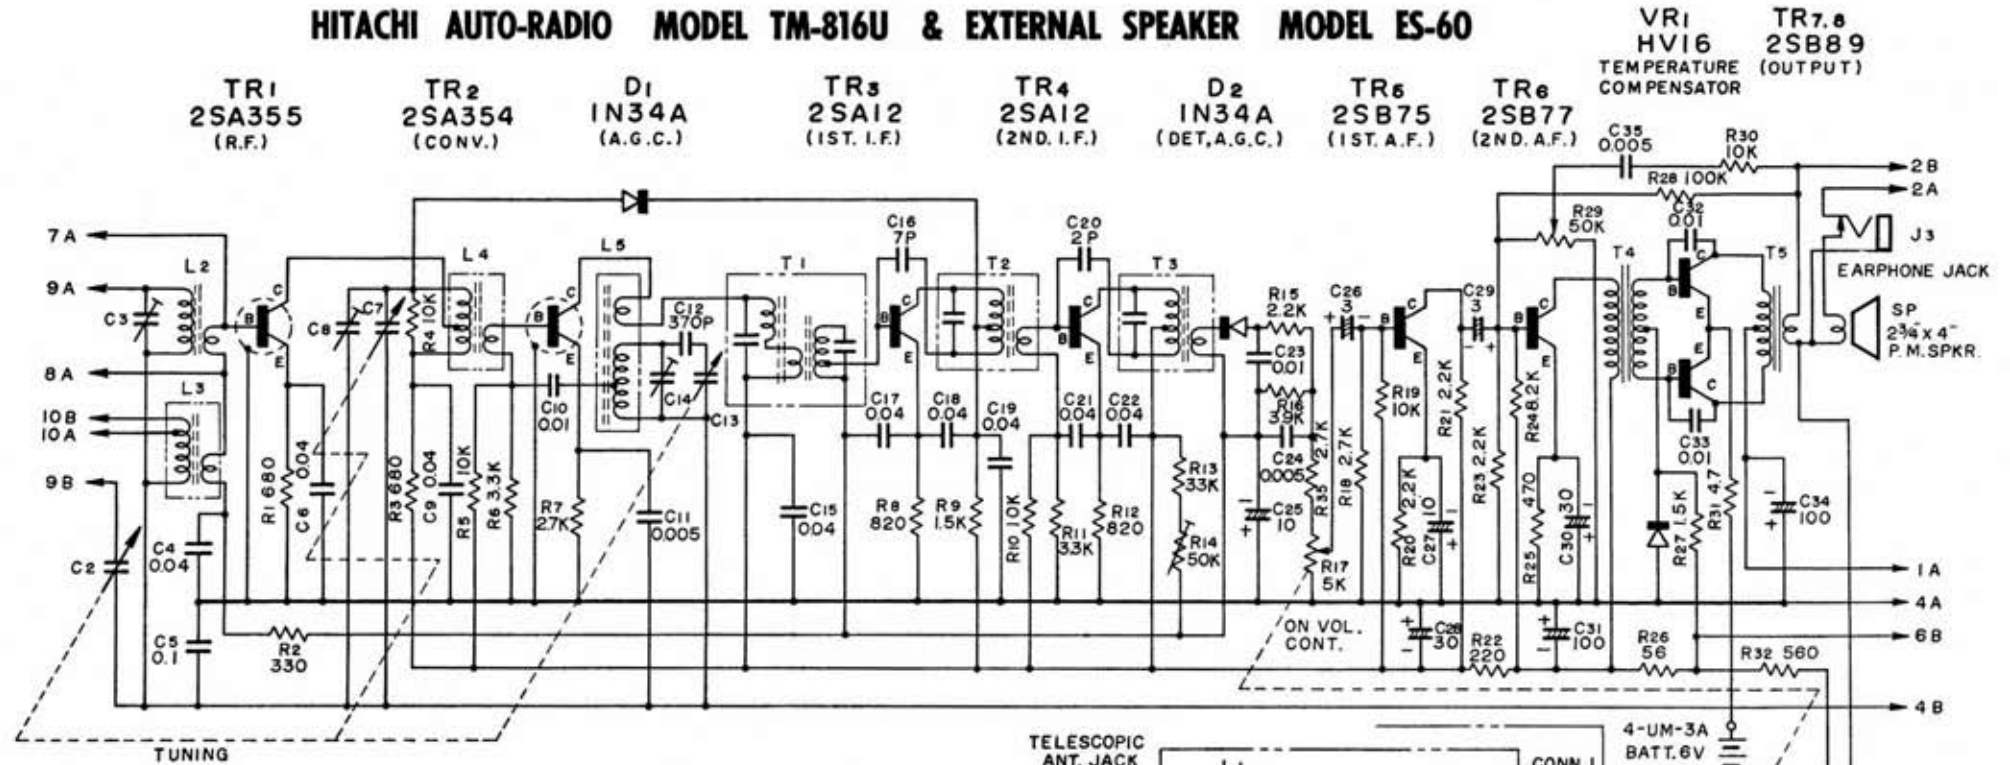 HITACHI AUTO-RADIO MODEL TM-816U & EXTERNAL SPEAKER MODEL ES-60
VR1
HV16
TEMPERATURE
COMPENSATOR
TR7.8
2SB89
(OUTPUT)
TR1
2SA355
(R.F.)
TR2
2SA354
(CONV.)
D1
1N34A
(A.G.C.)
TR3
2SA12
(1ST. I.F.)
TR4
2SA12
(2ND. I.F.)
D2
1N34A
(DET, A.G.C.)
TR5
2SB75
(1ST. A.F.)
TR6
2SB77
(2ND. A.F.)
C35
0.005
R30
10K
2B
R28 100K
2A
C32
0.01
R29
50K
J3
EARPHONE JACK
7A
L2
9A
C3
8A
L3
10B
10A
9B
C2
C4
0.04
C5
0.1
B
C
E
R1 680
C6 0.04
R2
330
C8
C7
R4 10K
L4
R3 680
C9 0.04
R5 10K
R6 3.3K
B
C
E
C10
0.01
L5
C12
370P
C14
C13
R7
27K
C11
0.005
T1
C15
0.04
C16
7P
B
C
E
C17
0.04
C18
0.04
C19
0.04
R8
820
R9
1.5K
T2
C20
2P
B
C
E
C21
0.04
C22
0.04
R10 10K
R11
33K
R12
820
T3
R13
33K
R14
50K
R15
2.2K
C23
0.01
R16
3.9K
C24
0.005
C25
10
-
+
R35 2.7K
R17
5K
ON VOL.
CONT.
C26
3
+
-
R18 2.7K
B
C
E
R19
10K
R20 2.2K
C27 10
-
+
R21 2.2K
C28
30
+
-
C29
3
-
+
R23 2.2K
R24 8.2K
R22
220
B
C
E
R25 470
C30 30
-
+
C31
100
+
-
T4
B
C
E
E
B
C
C33
0.01
R27 1.5K
R31 4.7
R26
56
R32 560
T5
C34
100
-
+
SP
2¾"x 4"
P.M.SPKR.
1A
4A
6B
4B
TUNING
TELESCOPIC
ANT. JACK
4-UM-3A
BATT. 6V
CONN.1